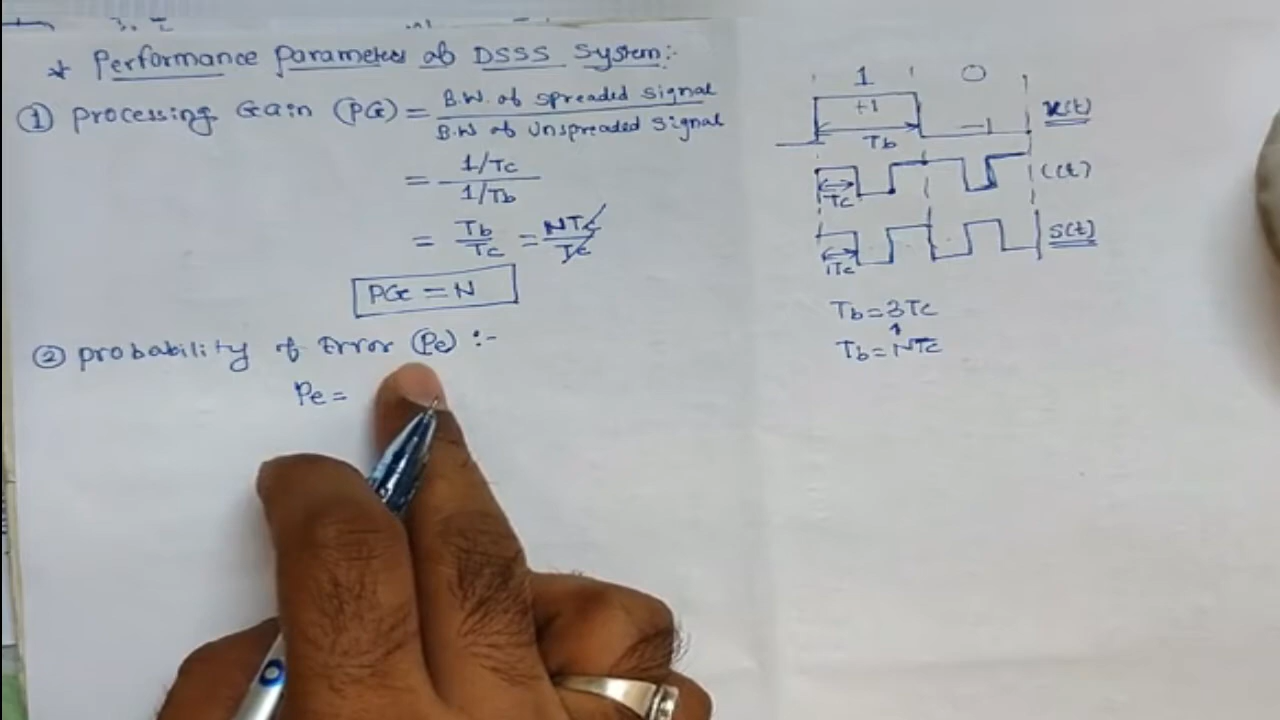 * Performance Parameters of DSSS System:-
① Processing Gain (PG) = B.W. of spreaded signal / B.W of Unspreaded Signal
= 1/Tc / 1/Tb
= Tb/Tc = NTc/Tc
PG = N
② probability of Error (Pe) :-
Pe =
1 0
+1 -1 x(t)
Tb
c(t)
Tc
s(t)
Tc
Tb = 3Tc
↑
Tb = NTc